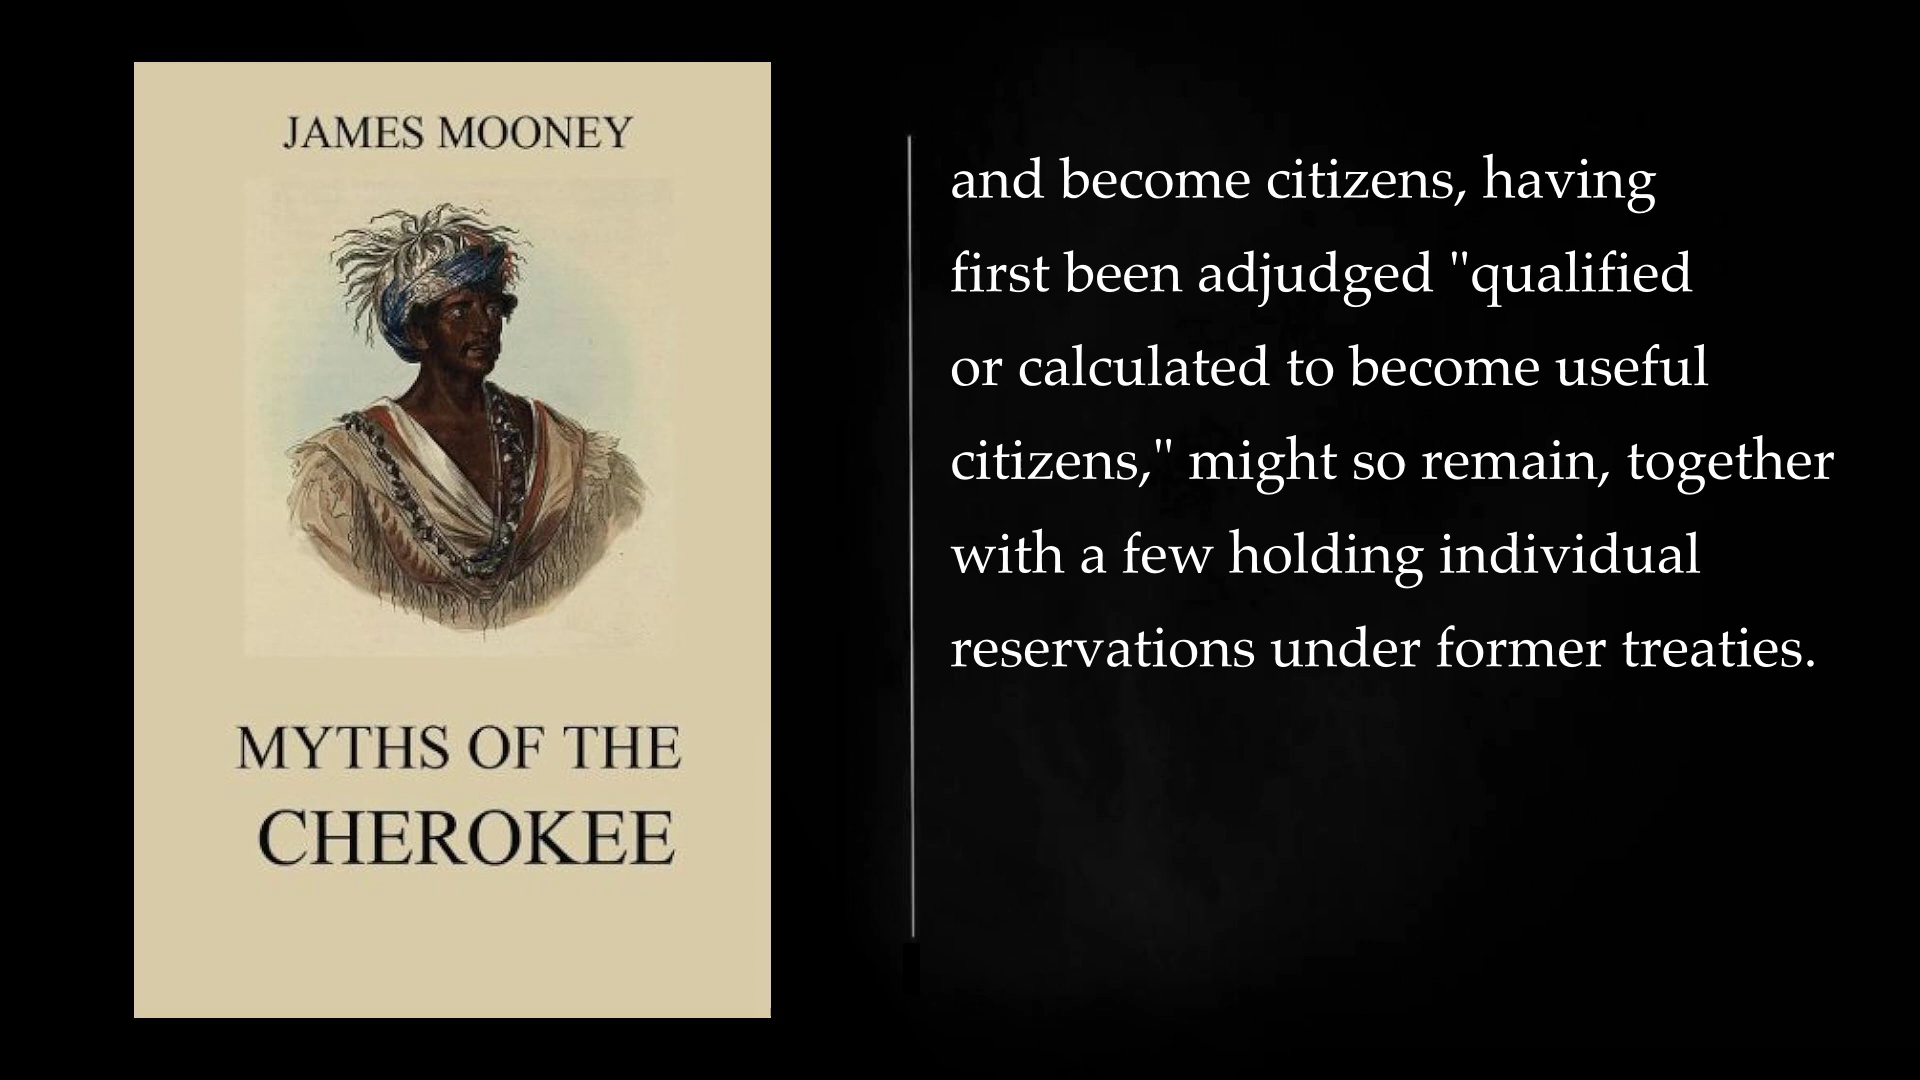 JAMES MOONEY
MYTHS OF THE
CHEROKEE
and become citizens, having
first been adjudged "qualified
or calculated to become useful
citizens," might so remain, together
with a few holding individual
reservations under former treaties.